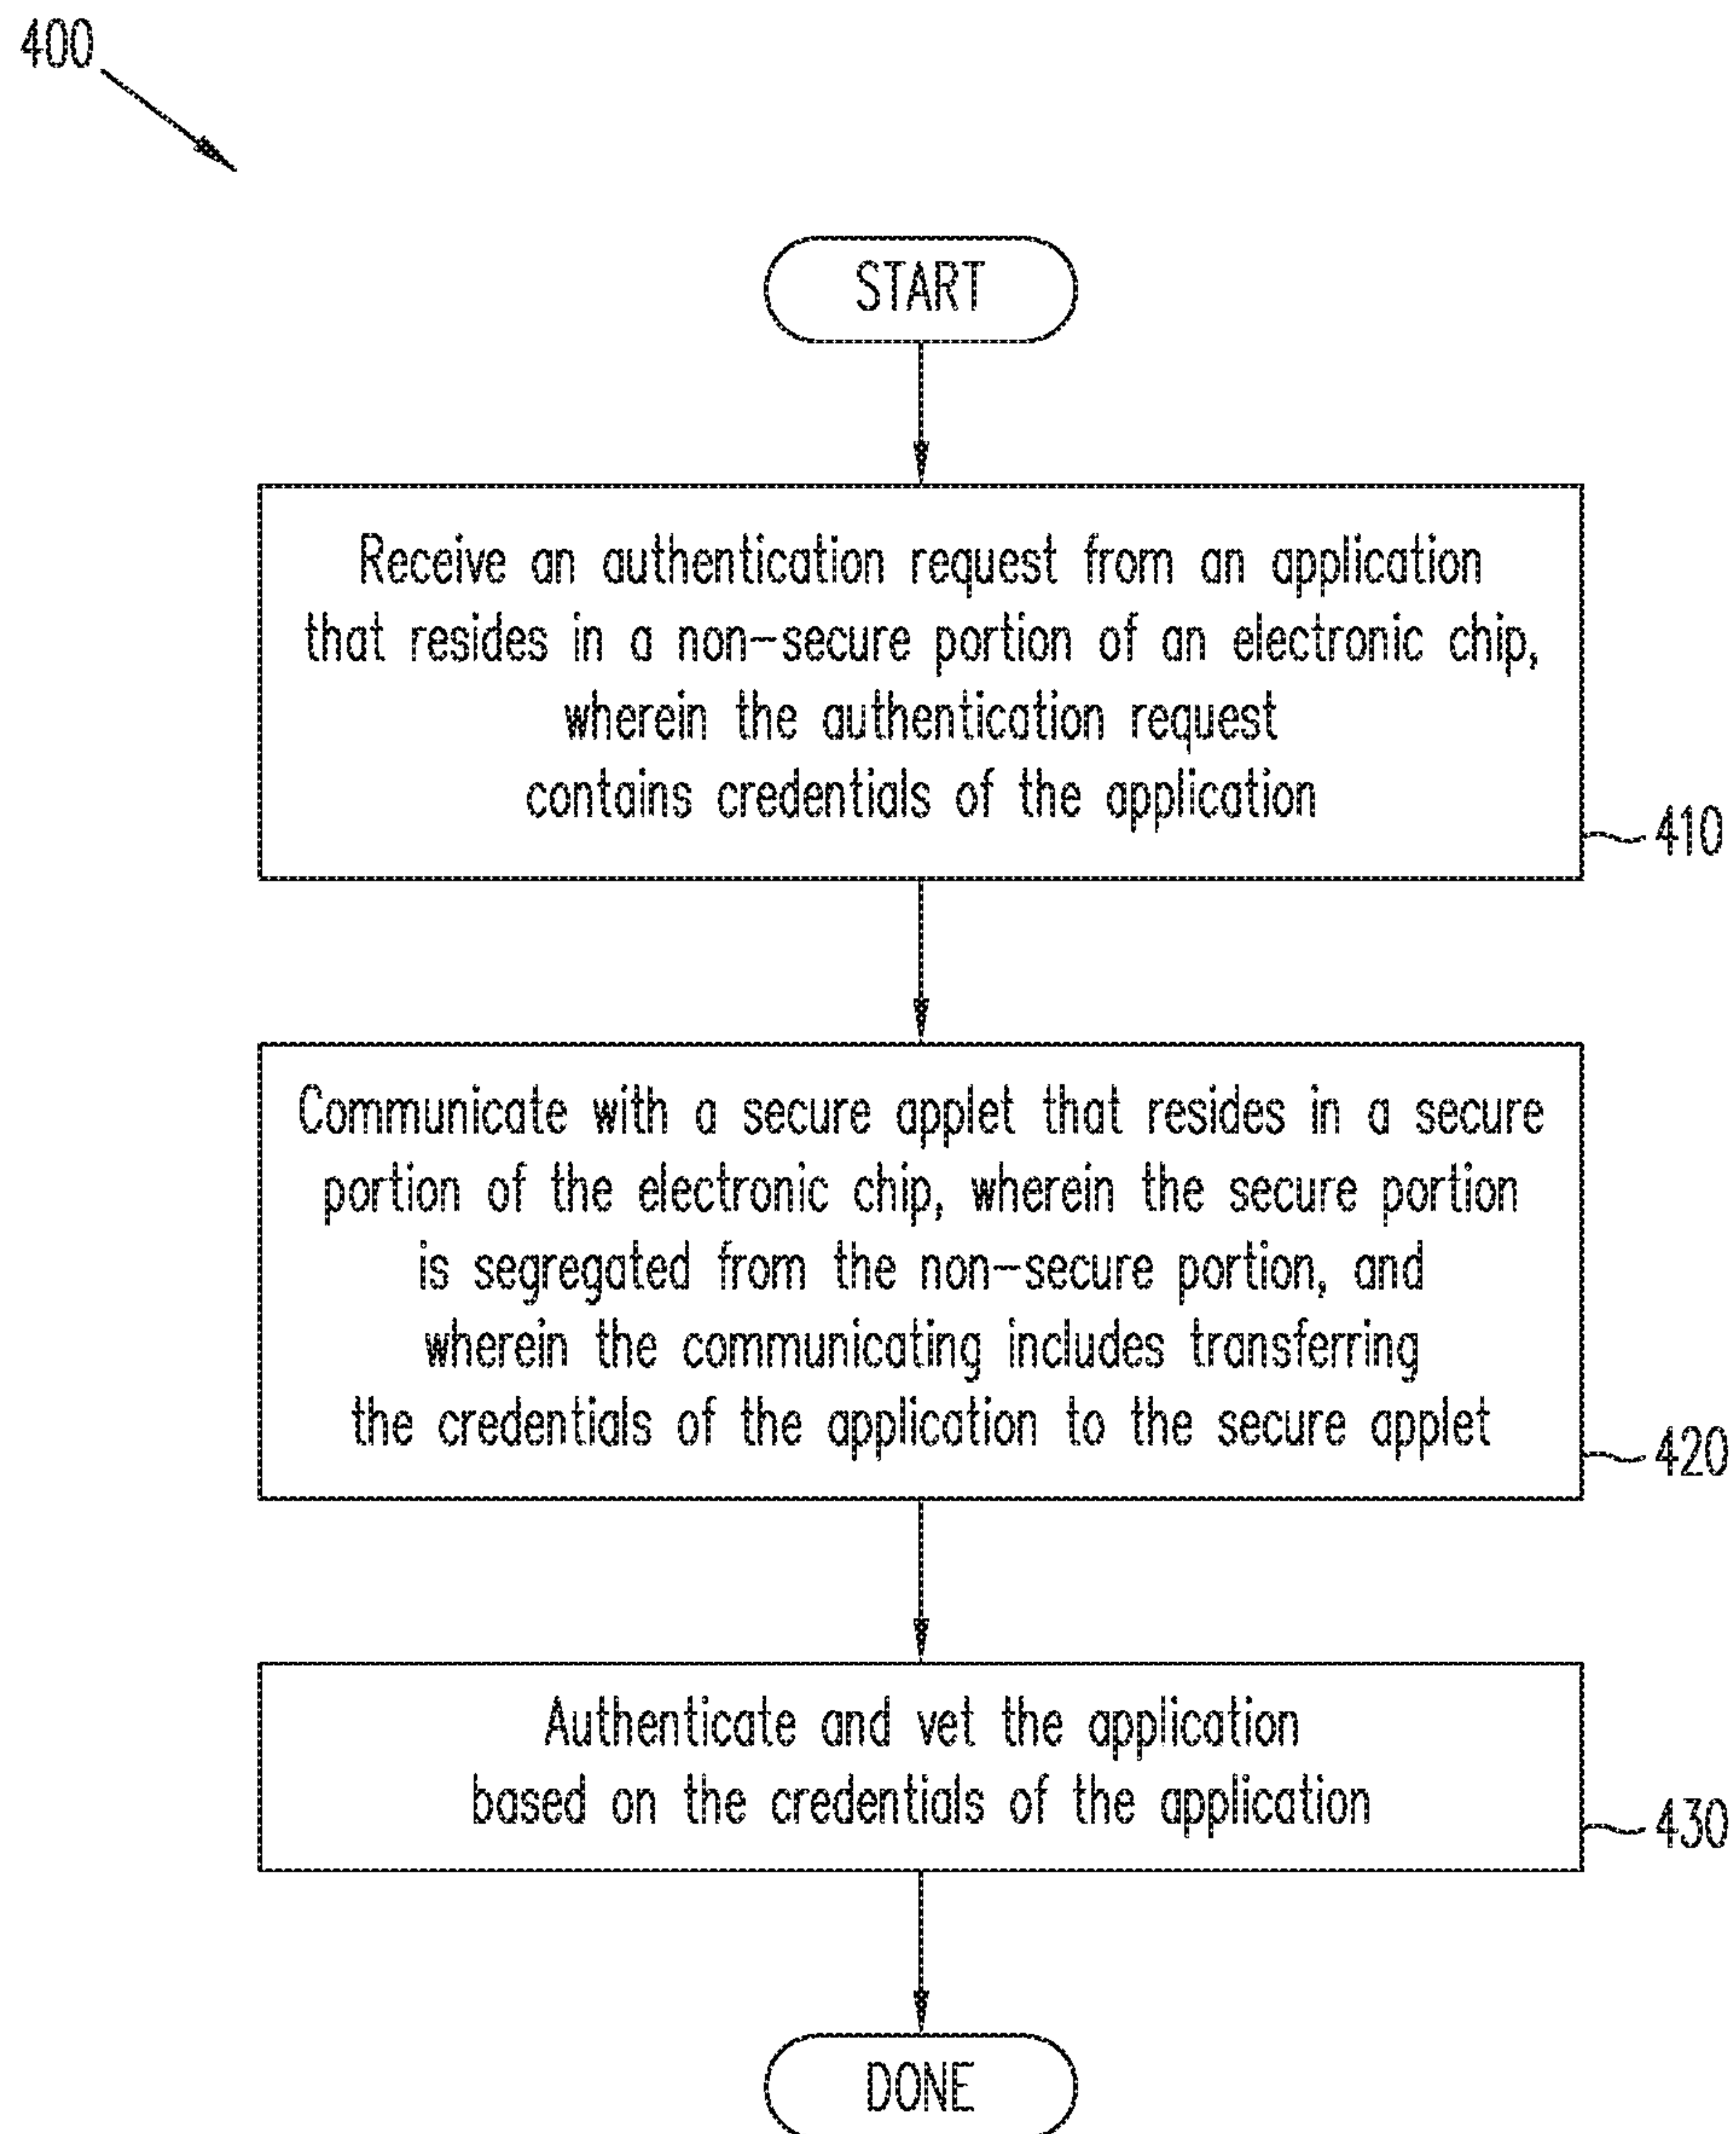 400
START
Receive an authentication request from an application
that resides in a non-secure portion of an electronic chip,
wherein the authentication request
contains credentials of the application
410
Communicate with a secure applet that resides in a secure
portion of the electronic chip, wherein the secure portion
is segregated from the non-secure portion, and
wherein the communicating includes transferring
the credentials of the application to the secure applet
420
Authenticate and vet the application
based on the credentials of the application
430
DONE